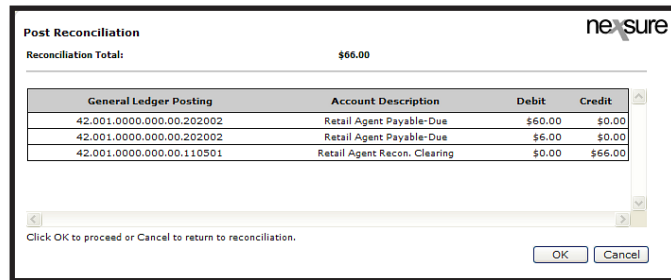 nexsure
Post Reconciliation
Reconciliation Total: $66.00
General Ledger Posting Account Description Debit Credit
42.001.0000.000.00.202002 Retail Agent Payable-Due $60.00 $0.00
42.001.0000.000.00.202002 Retail Agent Payable-Due $6.00 $0.00
42.001.0000.000.00.110501 Retail Agent Recon. Clearing $0.00 $66.00
Click OK to proceed or Cancel to return to reconciliation.
OK Cancel